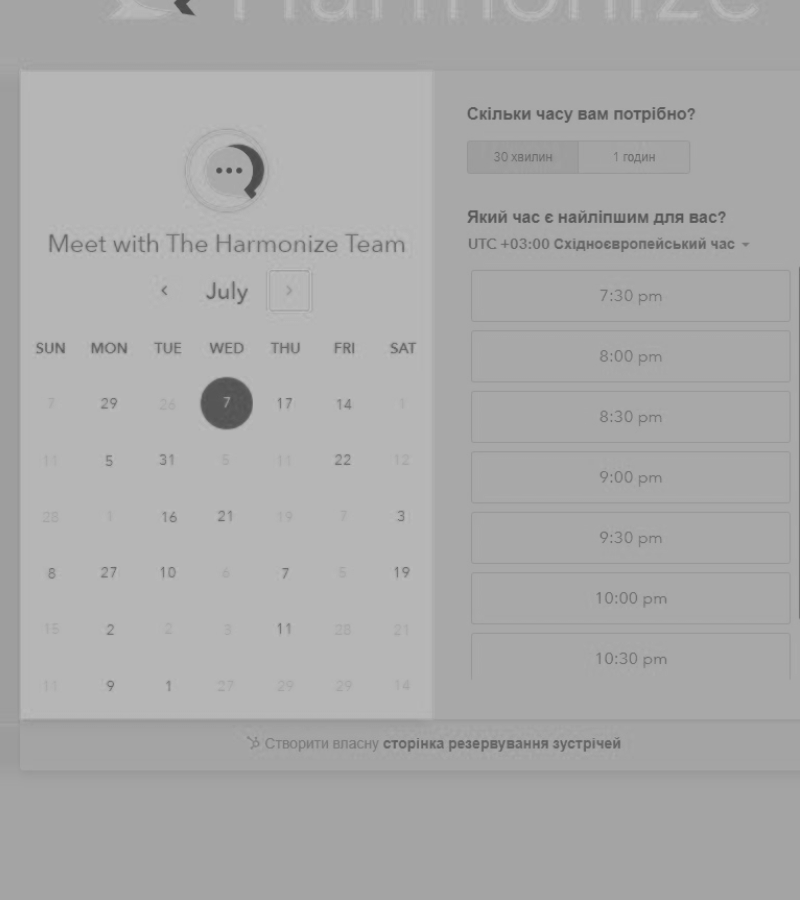 Harmonize
Meet with The Harmonize Team
‹ July ›
SUN MON TUE WED THU FRI SAT
7 29 26 7 17 14 1
11 5 31 5 11 22 12
28 1 16 21 19 7 3
8 27 10 6 7 5 19
15 2 2 3 11 28 21
11 9 1 27 29 29 14
Скільки часу вам потрібно?
30 хвилин 1 годин
Який час є найліпшим для вас?
UTC +03:00 Східноєвропейський час
7:30 pm
8:00 pm
8:30 pm
9:00 pm
9:30 pm
10:00 pm
10:30 pm
Створити власну сторінка резервування зустрічей